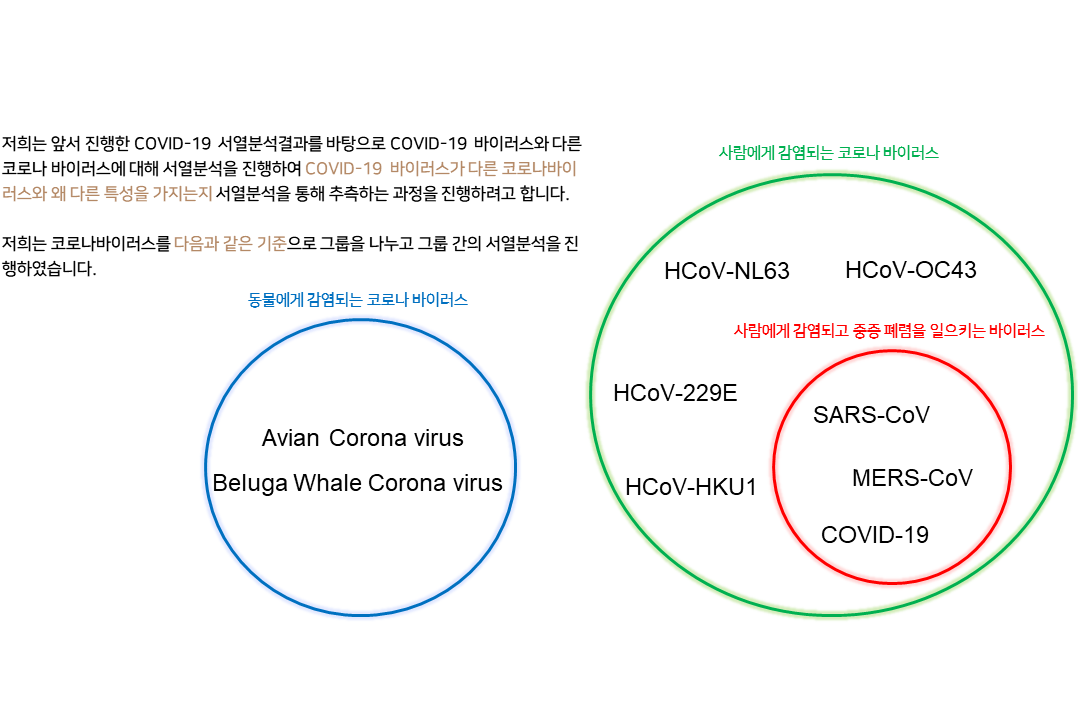 저희는 앞서 진행한 COVID-19 서열분석결과를 바탕으로 COVID-19 바이러스와 다른
코로나 바이러스에 대해 서열분석을 진행하여 COVID-19 바이러스가 다른 코로나바이
러스와 왜 다른 특성을 가지는지 서열분석을 통해 추측하는 과정을 진행하려고 합니다.
저희는 코로나바이러스를 다음과 같은 기준으로 그룹을 나누고 그룹 간의 서열분석을 진
행하였습니다.
동물에게 감염되는 코로나 바이러스
Avian Corona virus
Beluga Whale Corona virus
사람에게 감염되는 코로나 바이러스
HCoV-NL63
HCoV-OC43
사람에게 감염되고 중증 폐렴을 일으키는 바이러스
HCoV-229E
SARS-CoV
MERS-CoV
HCoV-HKU1
COVID-19